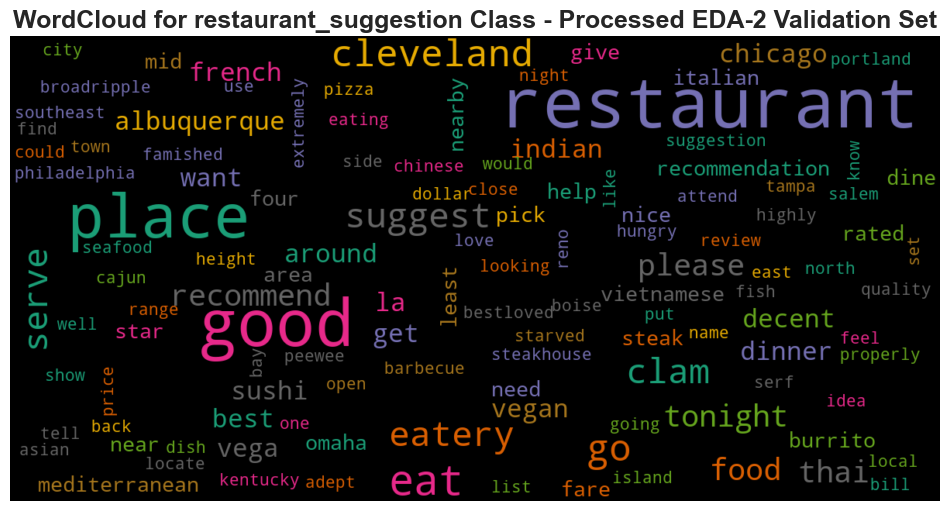 WordCloud for restaurant_suggestion Class - Processed EDA-2 Validation Set
city
mid
french
cleveland
give
chicago
portland
broadripple
use
pizza
night
italian
restaurant
southeast
albuquerque
extremely
eating
nearby
find
could
town
famished
side
chinese
would
indian
suggestion
recommendation
know
philadelphia
want
four
dollar
close
help
like
attend
tampa
salem
dine
place
suggest
pick
nice
hungry
highly
seafood
around
love
reno
review
rated
set
serve
cajun
height
area
looking
please
east
north
range
recommend
good
la
least
bestloved
boise
vietnamese
fish
quality
well
star
get
starved
put
decent
steak
name
feel
bay
peewee
steakhouse
dinner
properly
show
price
sushi
open
barbecue
need
clam
serf
back
best
one
vegan
going
tonight
idea
tell
asian
near
dish
vega
omaha
eatery
go
burrito
locate
food
thai
local
mediterranean
kentucky
adept
eat
list
fare
island
bill